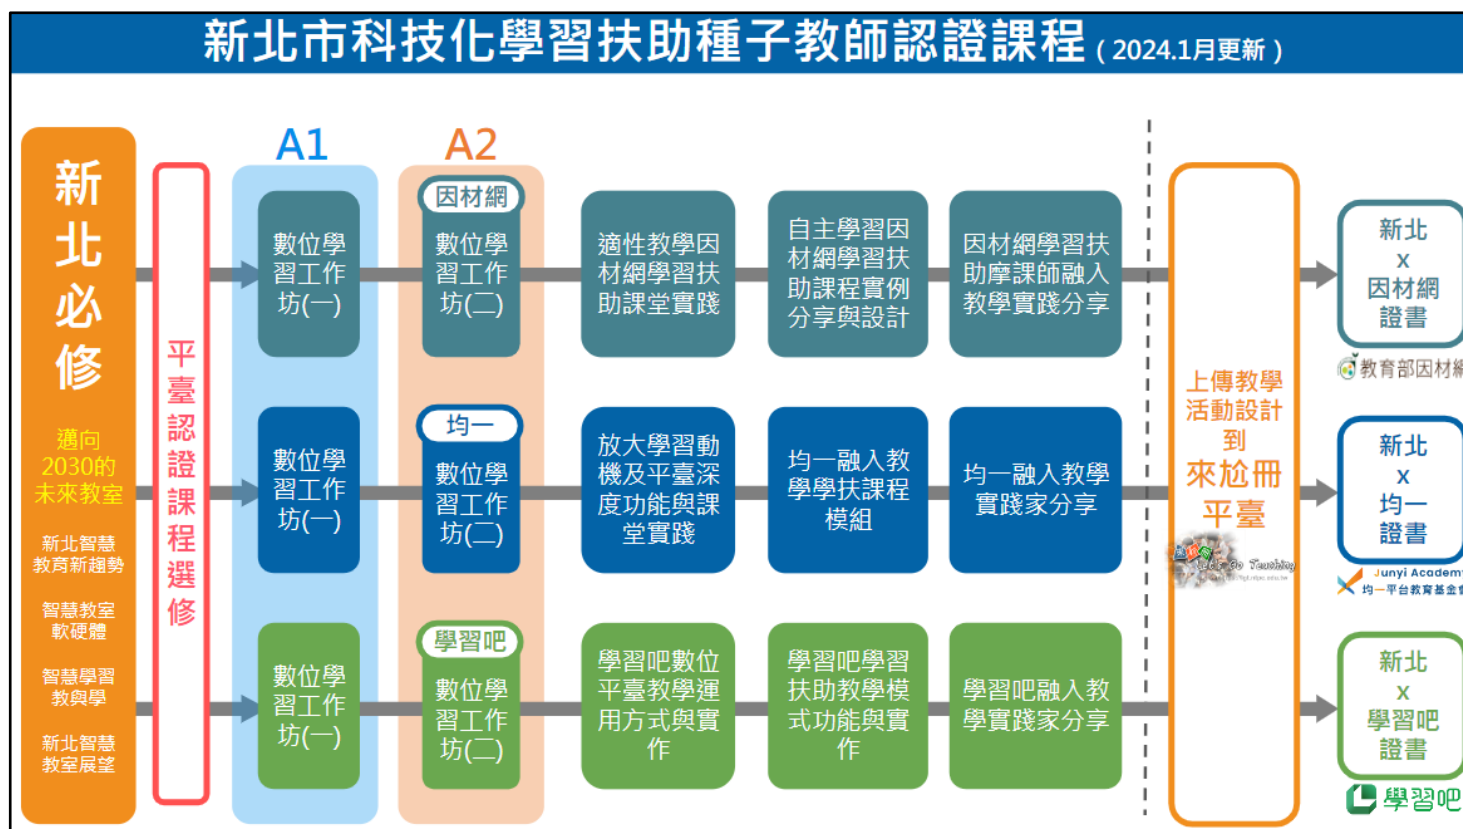 新北市科技化學習扶助種子教師認證課程 ( 2024.1月更新 )
新
北
必
修
邁向
2030的
未來教室
新北智慧
教育新趨勢
智慧教室
軟硬體
智慧學習
教與學
新北智慧
教室展望
平臺認證課程選修
A1
A2
數位學
習工作
坊(一)
因材網
數位學
習工作
坊(二)
適性教學因
材網學習扶
助課堂實踐
自主學習因
材網學習扶
助課程實例
分享與設計
因材網學習扶
助摩課師融入
教學實踐分享
數位學
習工作
坊(一)
均一
數位學
習工作
坊(二)
放大學習動
機及平臺深
度功能與課
堂實踐
均一融入教
學學扶課程
模組
均一融入教學
實踐家分享
數位學
習工作
坊(一)
學習吧
數位學
習工作
坊(二)
學習吧數位
平臺教學運
用方式與實
作
學習吧學習
扶助教學模
式功能與實
作
學習吧融入教
學實踐家分享
上傳教學
活動設計
到
來尬冊
平臺
Let's Go Teaching
新北
x
因材網
證書
教育部因材網
新北
x
均一
證書
Junyi Academy
均一平台教育基金會
新北
x
學習吧
證書
學習吧